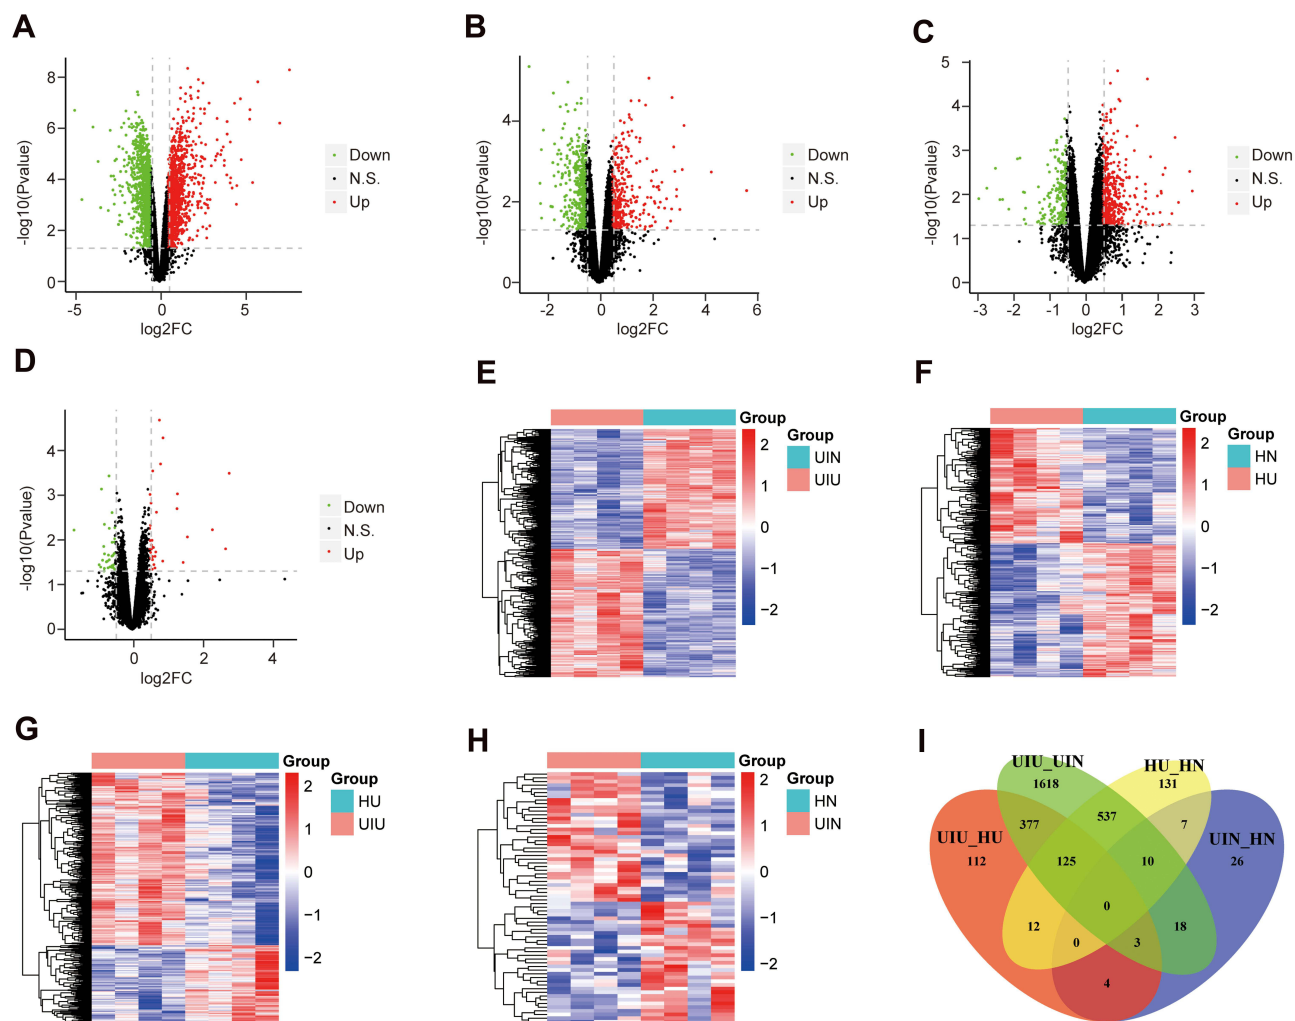 A
-log10(Pvalue)
8
6
4
2
0
-5
0
5
log2FC
Down
N.S.
Up
B
-log10(Pvalue)
4
2
0
-2
0
2
4
6
log2FC
Down
N.S.
Up
C
-log10(Pvalue)
5
4
3
2
1
0
-3
-2
-1
0
1
2
3
log2FC
Down
N.S.
Up
D
-log10(Pvalue)
4
3
2
1
0
0
2
4
log2FC
Down
N.S.
Up
E
Group
2
1
0
−1
−2
Group
UIN
UIU
F
Group
2
1
0
−1
−2
Group
HN
HU
G
Group
2
1
0
−1
−2
Group
HU
UIU
H
Group
2
1
0
−1
−2
Group
HN
UIN
I
UIU_UIN
1618
HU_HN
131
377
537
7
UIU_HU
112
UIN_HN
26
125
10
0
12
0
3
18
4